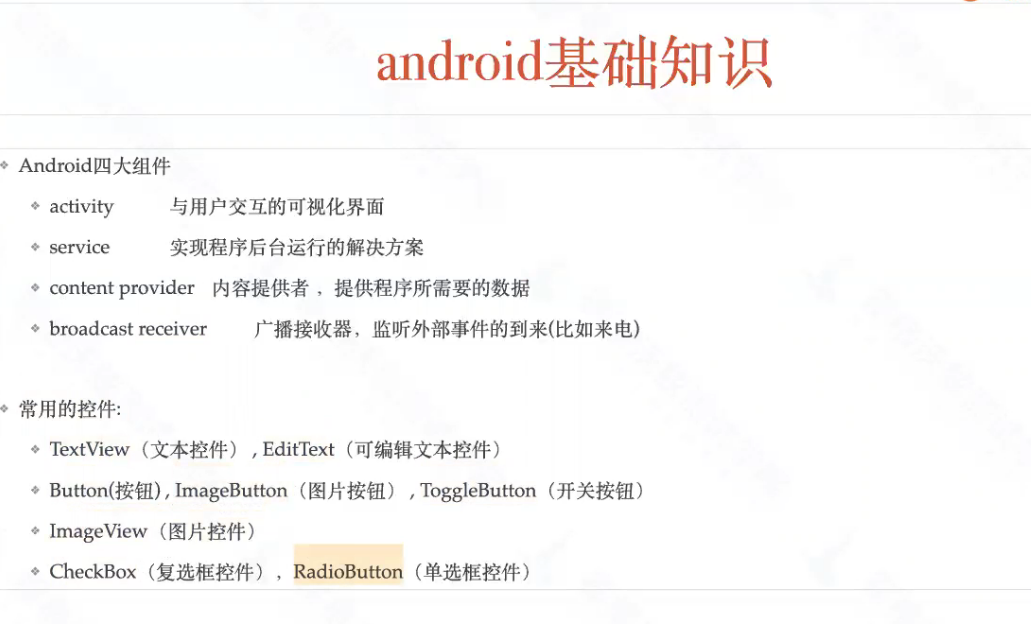 android基础知识
Android四大组件
activity 与用户交互的可视化界面
service 实现程序后台运行的解决方案
content provider 内容提供者，提供程序所需要的数据
broadcast receiver 广播接收器，监听外部事件的到来(比如来电)
常用的控件:
TextView（文本控件）, EditText（可编辑文本控件）
Button(按钮), ImageButton（图片按钮）, ToggleButton（开关按钮）
ImageView（图片控件）
CheckBox（复选框控件），RadioButton（单选框控件）